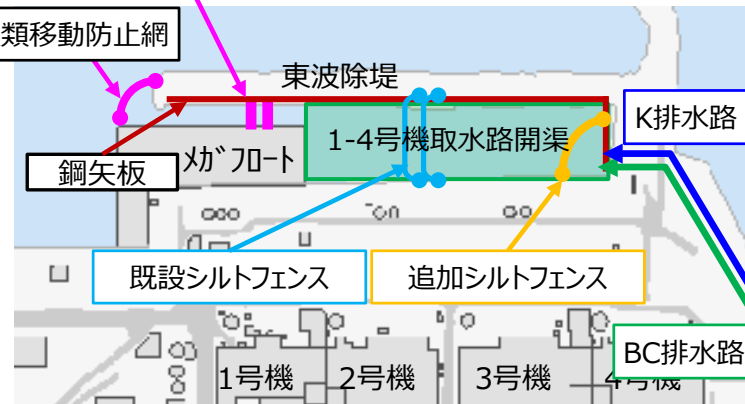 類移動防止網
東波除堤
K排水路
1-4号機取水路開渠
ﾒｶﾞﾌﾛｰﾄ
鋼矢板
既設シルトフェンス
追加シルトフェンス
BC排水路
1号機
2号機
3号機
4号機